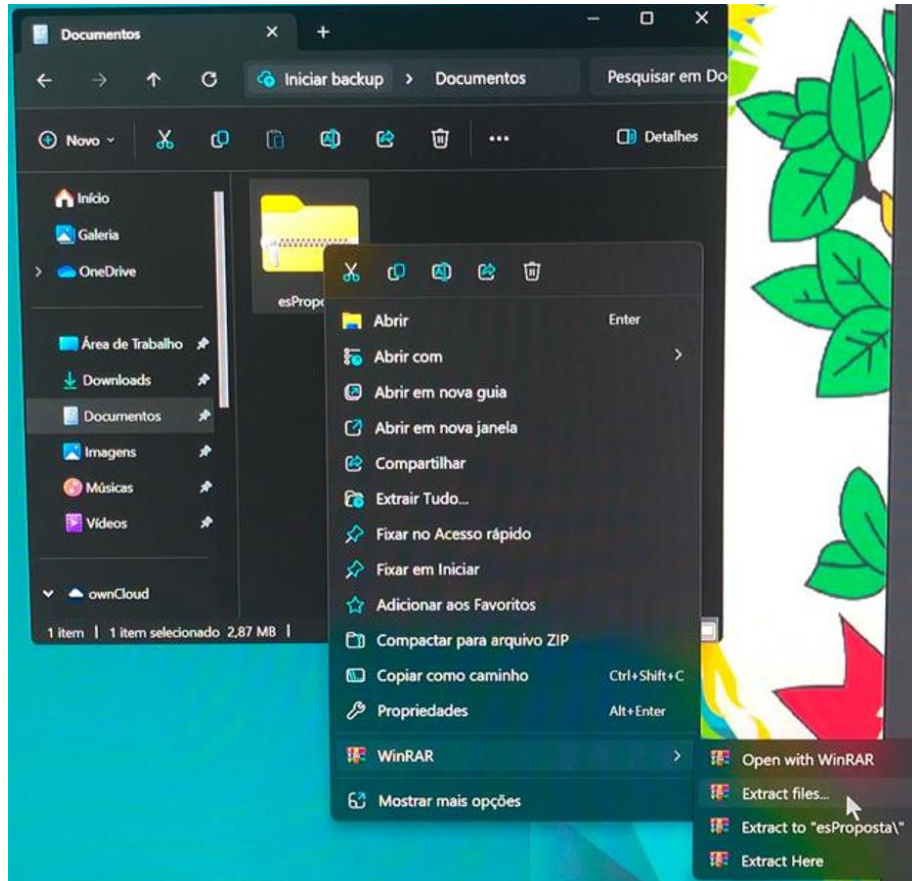 Documentos
Iniciar backup > Documentos
Pesquisar em Do
Novo
Detalhes
Início
Galeria
OneDrive
Área de Trabalho
Downloads
Documentos
Imagens
Músicas
Vídeos
ownCloud
1 item | 1 item selecionado 2,87 MB |
esPropo
Abrir Enter
Abrir com
Abrir em nova guia
Abrir em nova janela
Compartilhar
Extrair Tudo...
Fixar no Acesso rápido
Fixar em Iniciar
Adicionar aos Favoritos
Compactar para arquivo ZIP
Copiar como caminho Ctrl+Shift+C
Propriedades Alt+Enter
WinRAR
Mostrar mais opções
Open with WinRAR
Extract files...
Extract to "esProposta\"
Extract Here